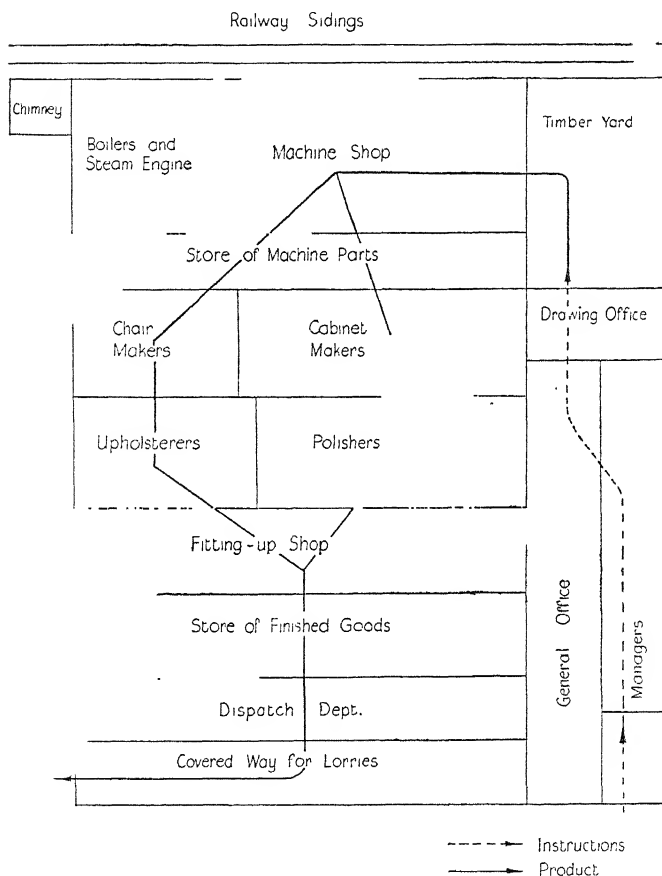 Railway Sidings
Chimney
Timber Yard
Boilers and
Steam Engine
Machine Shop
Store of Machine Parts
Drawing Office
Chair
Makers
Cabinet
Makers
Upholsterers
Polishers
Fitting-up Shop
Store of Finished Goods
General Office
Managers
Dispatch Dept.
Covered Way for Lorries
Instructions
Product